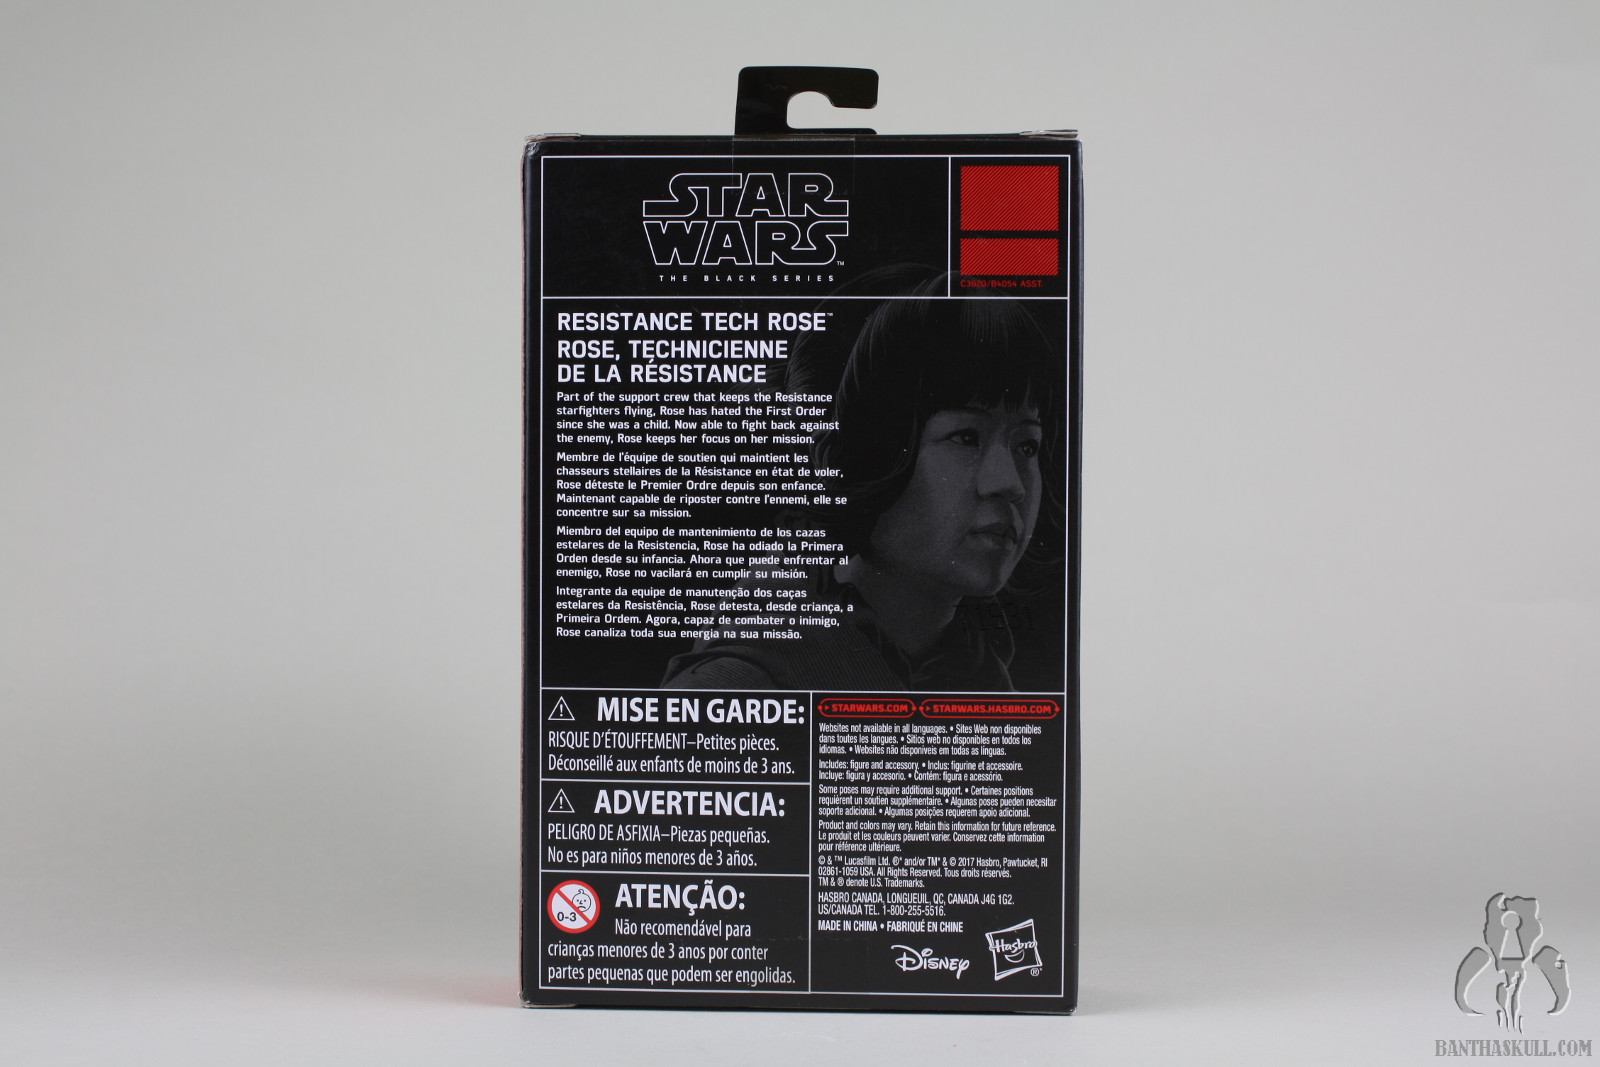 STAR
WARS™
THE BLACK SERIES
C3620/B4054 ASST.
RESISTANCE TECH ROSE™
ROSE, TECHNICIENNE
DE LA RÉSISTANCE
Part of the support crew that keeps the Resistance
starfighters flying, Rose has hated the First Order
since she was a child. Now able to fight back against
the enemy, Rose keeps her focus on her mission.
Membre de l'équipe de soutien qui maintient les
chasseurs stellaires de la Résistance en état de voler,
Rose déteste le Premier Ordre depuis son enfance.
Maintenant capable de riposter contre l'ennemi, elle se
concentre sur sa mission.
Miembro del equipo de mantenimiento de los cazas
estelares de la Resistencia, Rose ha odiado la Primera
Orden desde su infancia. Ahora que puede enfrentar al
enemigo, Rose no vacilará en cumplir su misión.
Integrante da equipe de manutenção dos caças
estelares da Resistência, Rose detesta, desde criança, a
Primeira Ordem. Agora, capaz de combater o inimigo,
Rose canaliza toda sua energia na sua missão.
MISE EN GARDE:
RISQUE D'ÉTOUFFEMENT–Petites pièces.
Déconseillé aux enfants de moins de 3 ans.
ADVERTENCIA:
PELIGRO DE ASFIXIA–Piezas pequeñas.
No es para niños menores de 3 años.
0-3
ATENÇÃO:
Não recomendável para
crianças menores de 3 anos por conter
partes pequenas que podem ser engolidas.
STARWARS.COM STARWARS.HASBRO.COM
Websites not available in all languages. • Sites Web non disponibles
dans toutes les langues. • Sitios web no disponibles en todos los
idiomas. • Websites não disponíveis em todas as línguas.
Includes: figure and accessory. • Inclus: figurine et accessoire.
Incluye: figura y accesorio. • Contém: figura e acessório.
Some poses may require additional support. • Certaines positions
requièrent un soutien supplémentaire. • Algunas poses pueden necesitar
soporte adicional. • Algumas posições requerem apoio adicional.
Product and colors may vary. Retain this information for future reference.
Le produit et les couleurs peuvent varier. Conservez cette information
pour référence ultérieure.
© & ™ Lucasfilm Ltd. ®* and/or TM* & © 2017 Hasbro, Pawtucket, RI
02861-1059 USA. All Rights Reserved. Tous droits réservés.
TM & ® denote U.S. Trademarks.
HASBRO CANADA, LONGUEUIL, QC, CANADA J4G 1G2.
US/CANADA TEL. 1-800-255-5516.
MADE IN CHINA • FABRIQUÉ EN CHINE
Disney
Hasbro®
BANTHASKULL.COM